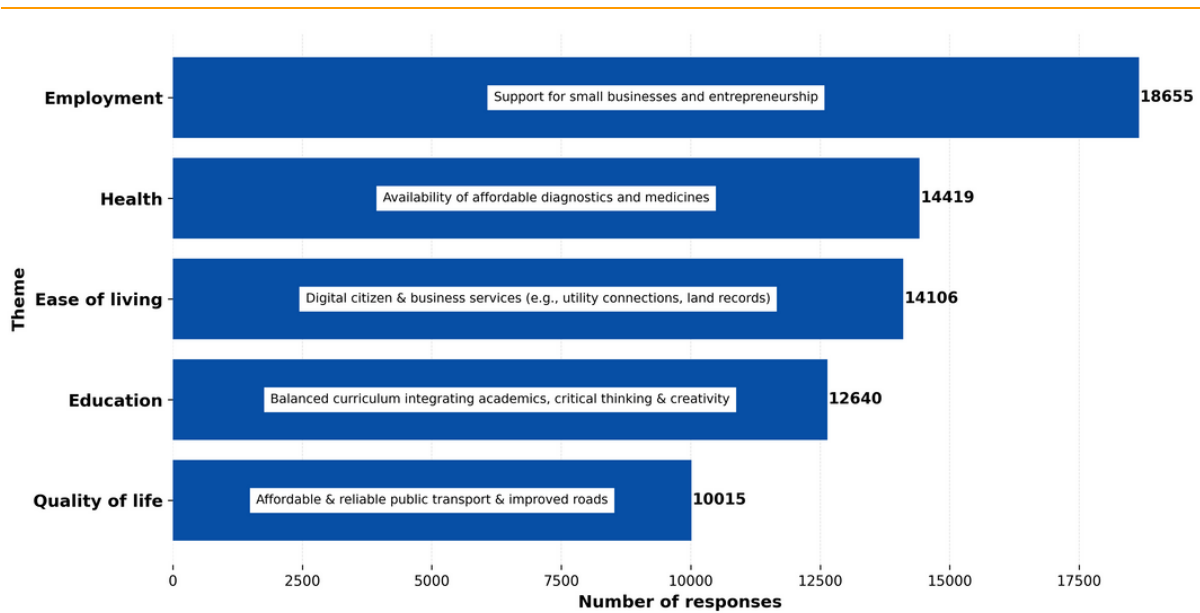 Employment
Support for small businesses and entrepreneurship
18655
Health
Availability of affordable diagnostics and medicines
14419
Theme
Ease of living
Digital citizen & business services (e.g., utility connections, land records)
14106
Education
Balanced curriculum integrating academics, critical thinking & creativity
12640
Quality of life
Affordable & reliable public transport & improved roads
10015
0 2500 5000 7500 10000 12500 15000 17500
Number of responses